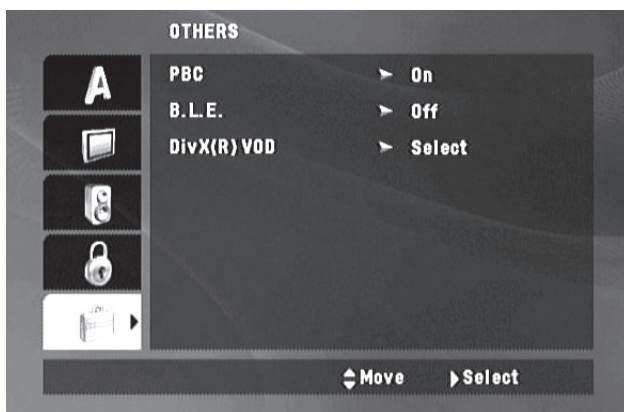 OTHERS
A
PBC On
B.L.E. Off
DivX(R) VOD Select
Move Select